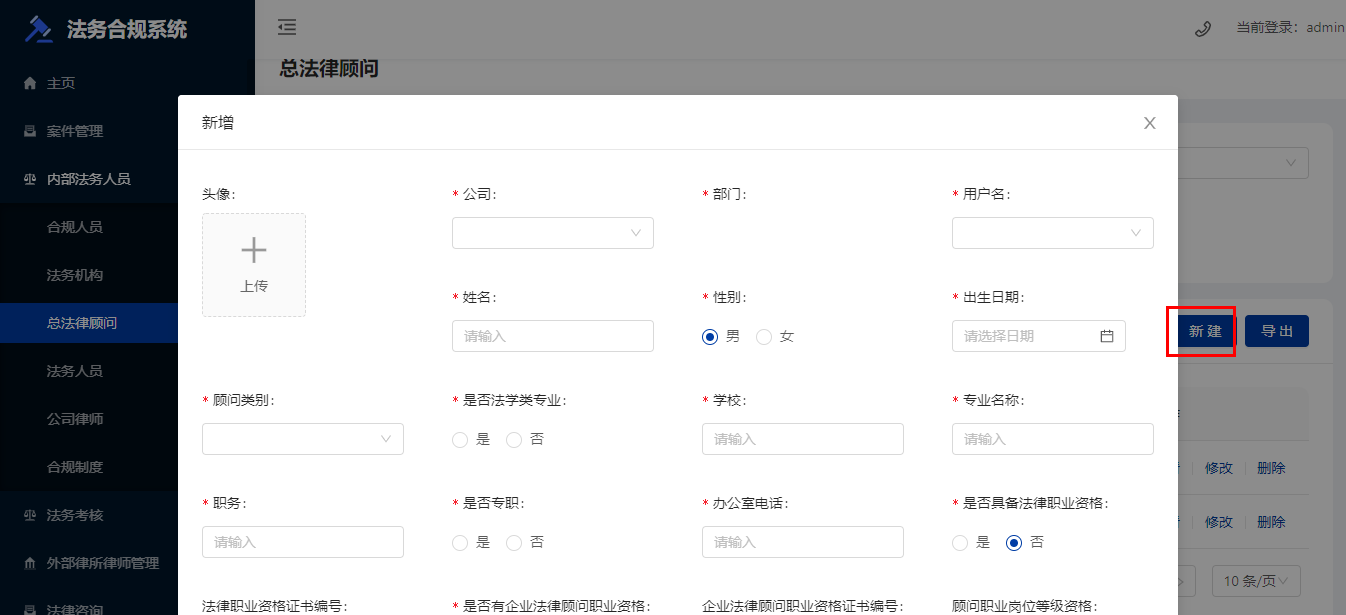 法务合规系统
当前登录：admin
主页
案件管理
内部法务人员
合规人员
法务机构
总法律顾问
法务人员
公司律师
合规制度
法务考核
外部律所律师管理
法律咨询
总法律顾问
新增
头像:
上传
* 公司:
* 部门:
* 用户名:
* 姓名:
请输入
* 性别:
男 女
* 出生日期:
请选择日期
* 顾问类别:
* 是否法学类专业:
是 否
* 学校:
请输入
* 专业名称:
请输入
* 职务:
请输入
* 是否专职:
是 否
* 办公室电话:
请输入
* 是否具备法律职业资格:
是 否
法律职业资格证书编号:
* 是否有企业法律顾问职业资格:
企业法律顾问职业资格证书编号:
顾问职业岗位等级资格:
新 建
导 出
修改 删除
修改 删除
10 条/页